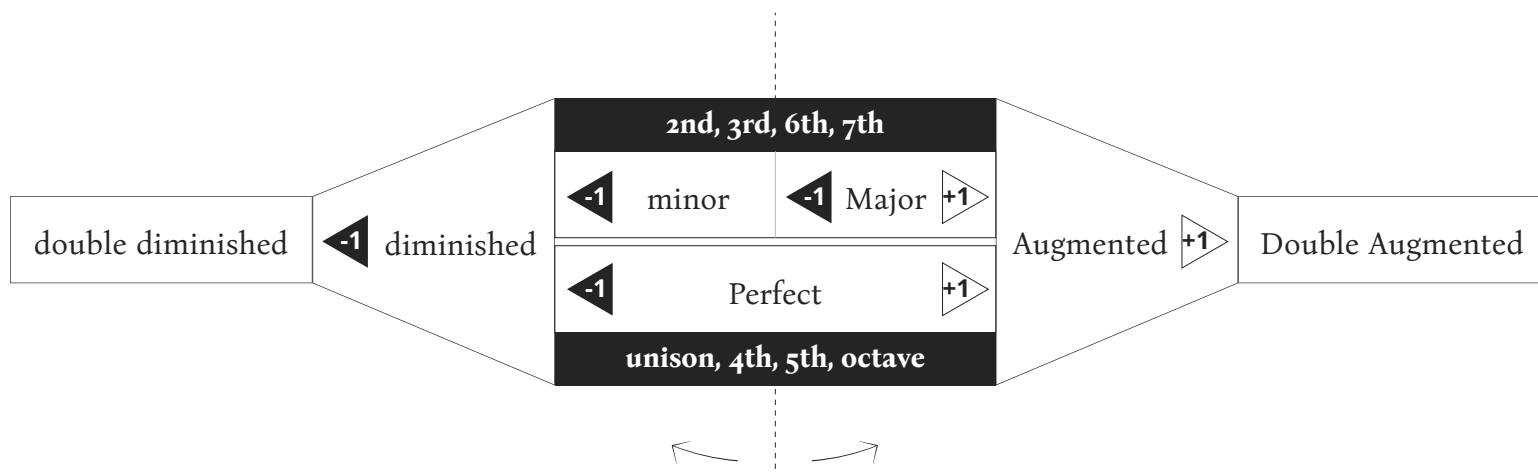 2nd, 3rd, 6th, 7th
-1 minor -1 Major +1
double diminished -1 diminished Augmented +1 Double Augmented
-1 Perfect +1
unison, 4th, 5th, octave